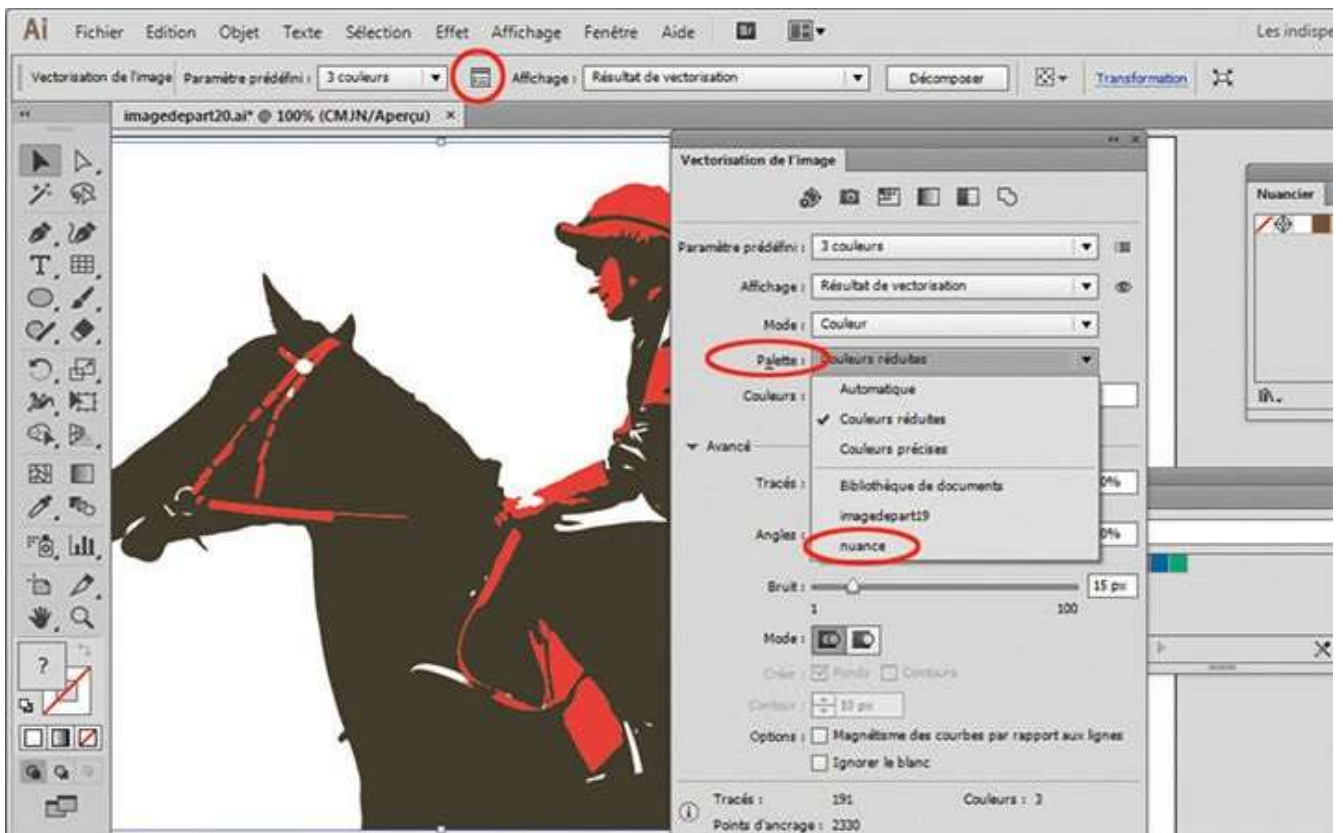 Ai Fichier Edition Objet Texte Sélection Effet Affichage Fenêtre Aide Br Les indispe
Vectorisation de l'image Paramètre prédéfini : 3 couleurs Affichage : Résultat de vectorisation Décomposer Transformation
imagedepart20.ai* @ 100% (CMJN/Aperçu) ×
Vectorisation de l'image
Nuancier
Paramètre prédéfini : 3 couleurs
Affichage : Résultat de vectorisation
Mode : Couleur
Palette : Couleurs réduites
Couleurs :
Automatique
Couleurs réduites
Couleurs précises
Avancé
Tracés : 0%
Bibliothèque de documents
imagedepart19
Angles : 0%
nuance
Bruit : 15 px
1 100
Mode :
Créer : Fonds Contours
Contour : 10 px
Options : Magnétisme des courbes par rapport aux lignes
Ignorer le blanc
Tracés : 191 Couleurs : 3
Points d'ancrage : 2330
?